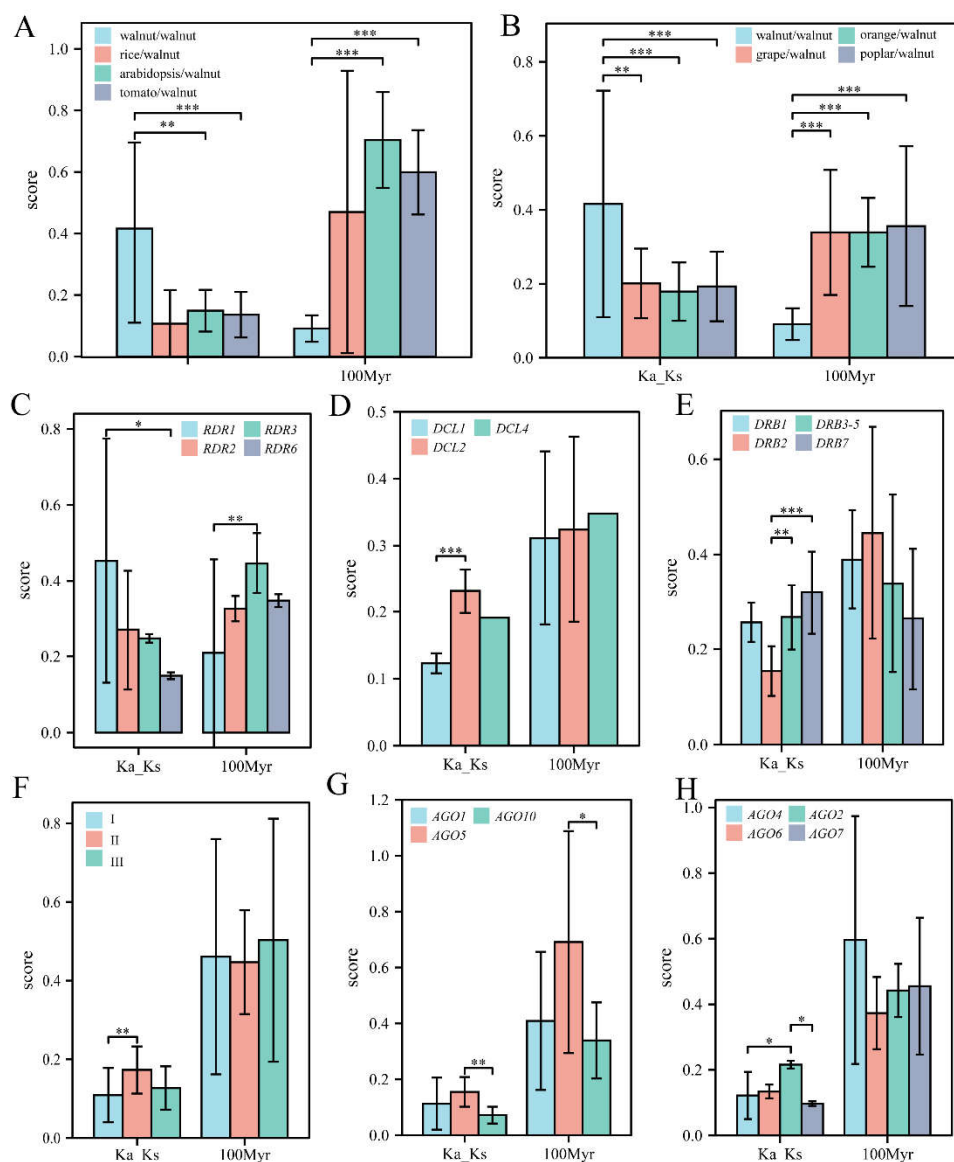 A
walnut/walnut
rice/walnut
arabidopsis/walnut
tomato/walnut
score
1.0
0.8
0.6
0.4
0.2
0.0
**
***
***
***
100Myr
B
walnut/walnut
orange/walnut
grape/walnut
poplar/walnut
score
0.8
0.6
0.4
0.2
0.0
***
***
**
***
***
***
Ka_Ks
100Myr
C
RDR1
RDR3
RDR2
RDR6
score
0.8
0.6
0.4
0.2
0.0
*
**
Ka_Ks
100Myr
D
DCL1
DCL4
DCL2
score
0.5
0.4
0.3
0.2
0.1
0.0
***
Ka_Ks
100Myr
E
DRB1
DRB3-5
DRB2
DRB7
score
0.6
0.4
0.2
0.0
***
**
Ka_Ks
100Myr
F
I
II
III
score
0.8
0.6
0.4
0.2
0.0
**
Ka_Ks
100Myr
G
AGO1
AGO10
AGO5
score
1.2
1.0
0.8
0.6
0.4
0.2
0.0
**
*
Ka_Ks
100Myr
H
AGO4
AGO2
AGO6
AGO7
score
1.0
0.8
0.6
0.4
0.2
0.0
*
*
Ka_Ks
100Myr